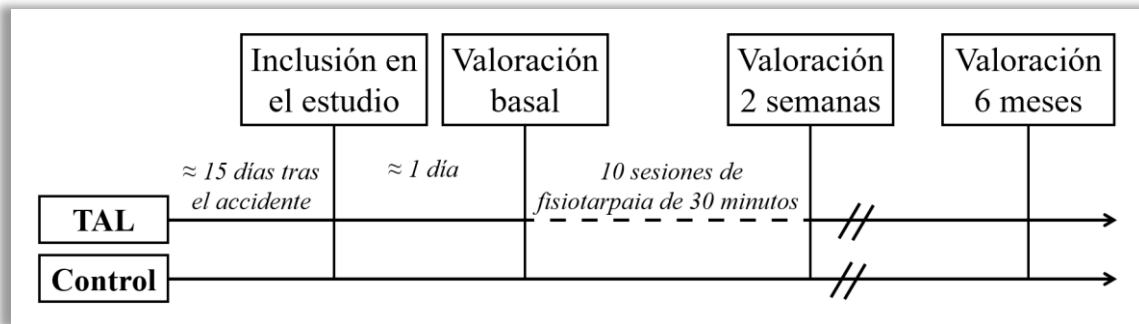 Inclusión en
el estudio
Valoración
basal
Valoración
2 semanas
Valoración
6 meses
≈ 15 días tras
el accidente
≈ 1 día
10 sesiones de
fisiotarpaia de 30 minutos
TAL
Control